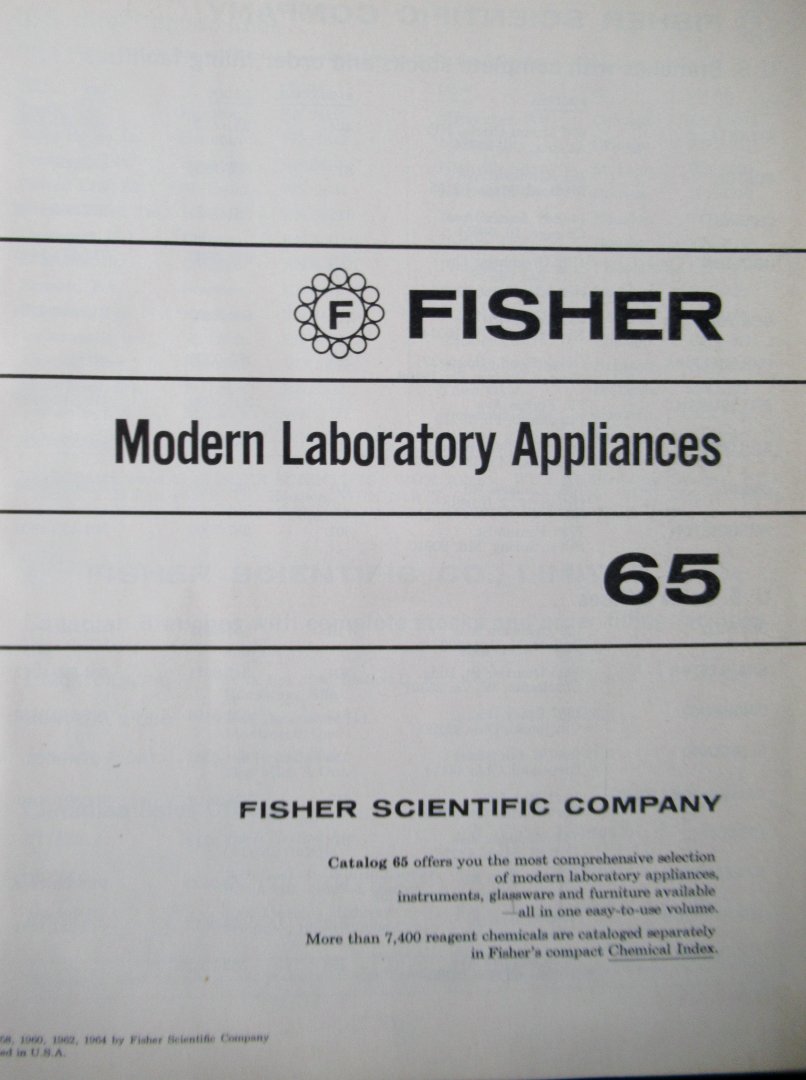 F FISHER
Modern Laboratory Appliances
65
FISHER SCIENTIFIC COMPANY
Catalog 65 offers you the most comprehensive selection
of modern laboratory appliances,
instruments, glassware and furniture available
—all in one easy-to-use volume.
More than 7,400 reagent chemicals are cataloged separately
in Fisher's compact Chemical Index.
58, 1960, 1962, 1964 by Fisher Scientific Company
ed in U.S.A.